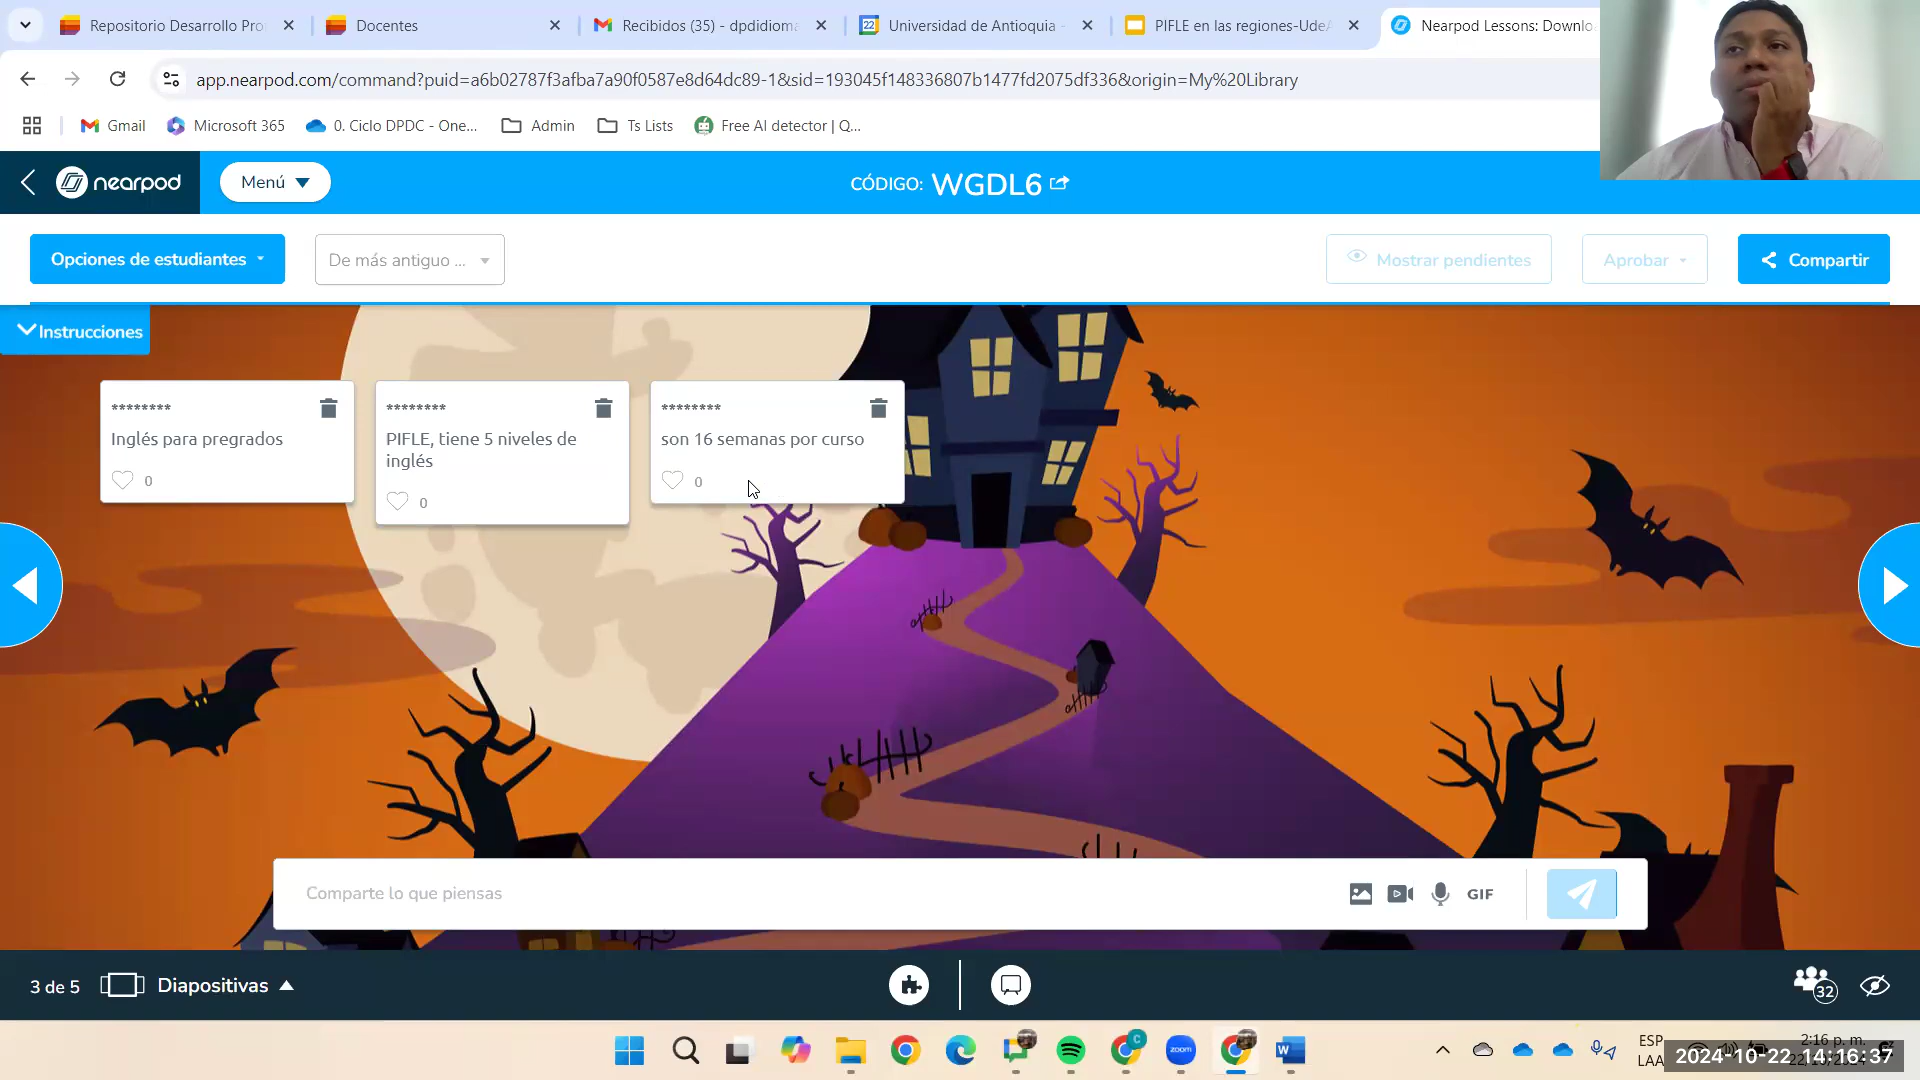 Repositorio Desarrollo Pro
Docentes
Recibidos (35) - dpdidioma
Universidad de Antioquia -
PIFLE en las regiones-UdeA
Nearpod Lessons: Downlo
app.nearpod.com/command?puid=a6b02787f3afba7a90f0587e8d64dc89-1&sid=193045f148336807b1477fd2075df336&origin=My%20Library
Gmail
Microsoft 365
0. Ciclo DPDC - One...
Admin
Ts Lists
Free AI detector | Q...
nearpod
Menú
CÓDIGO: WGDL6
Opciones de estudiantes
De más antiguo ...
Mostrar pendientes
Aprobar
Compartir
Instrucciones
********
Inglés para pregrados
0
********
PIFLE, tiene 5 niveles de
inglés
0
********
son 16 semanas por curso
0
Comparte lo que piensas
GIF
3 de 5
Diapositivas
32
zoom
ESP
LAA
2:16 p. m.
2024-10-22 14:16:37